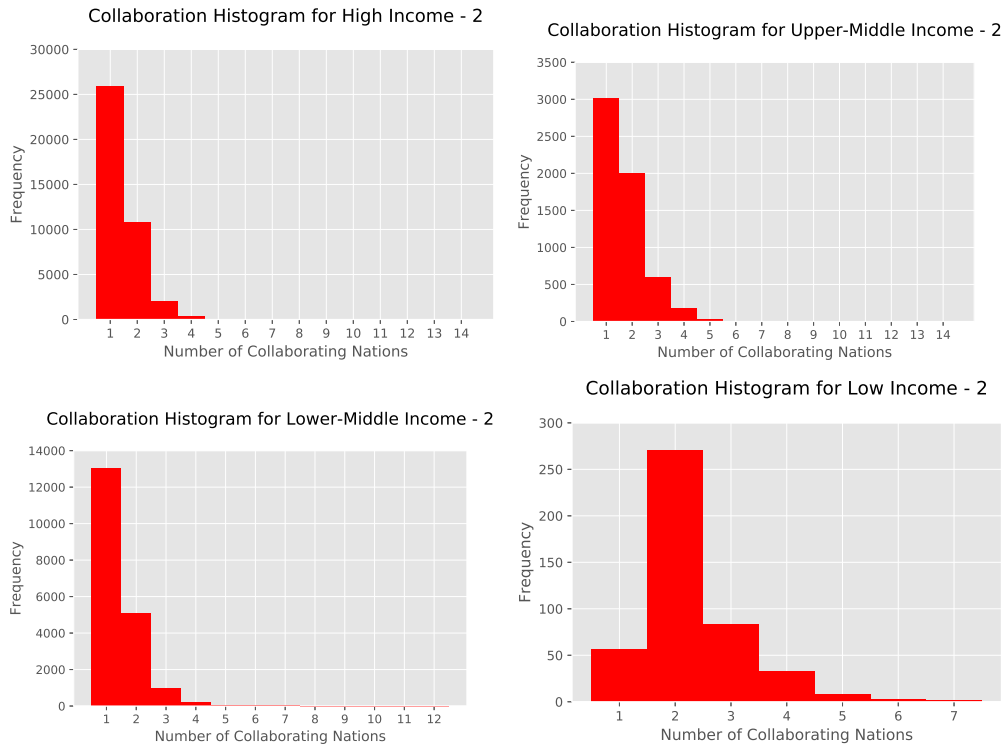 Collaboration Histogram for High Income - 2
30000
25000
20000
15000
10000
5000
0
Frequency
1 2 3 4 5 6 7 8 9 10 11 12 13 14
Number of Collaborating Nations
Collaboration Histogram for Upper-Middle Income - 2
3500
3000
2500
2000
1500
1000
500
0
Frequency
1 2 3 4 5 6 7 8 9 10 11 12 13 14
Number of Collaborating Nations
Collaboration Histogram for Lower-Middle Income - 2
14000
12000
10000
8000
6000
4000
2000
0
Frequency
1 2 3 4 5 6 7 8 9 10 11 12
Number of Collaborating Nations
Collaboration Histogram for Low Income - 2
300
250
200
150
100
50
0
Frequency
1 2 3 4 5 6 7
Number of Collaborating Nations